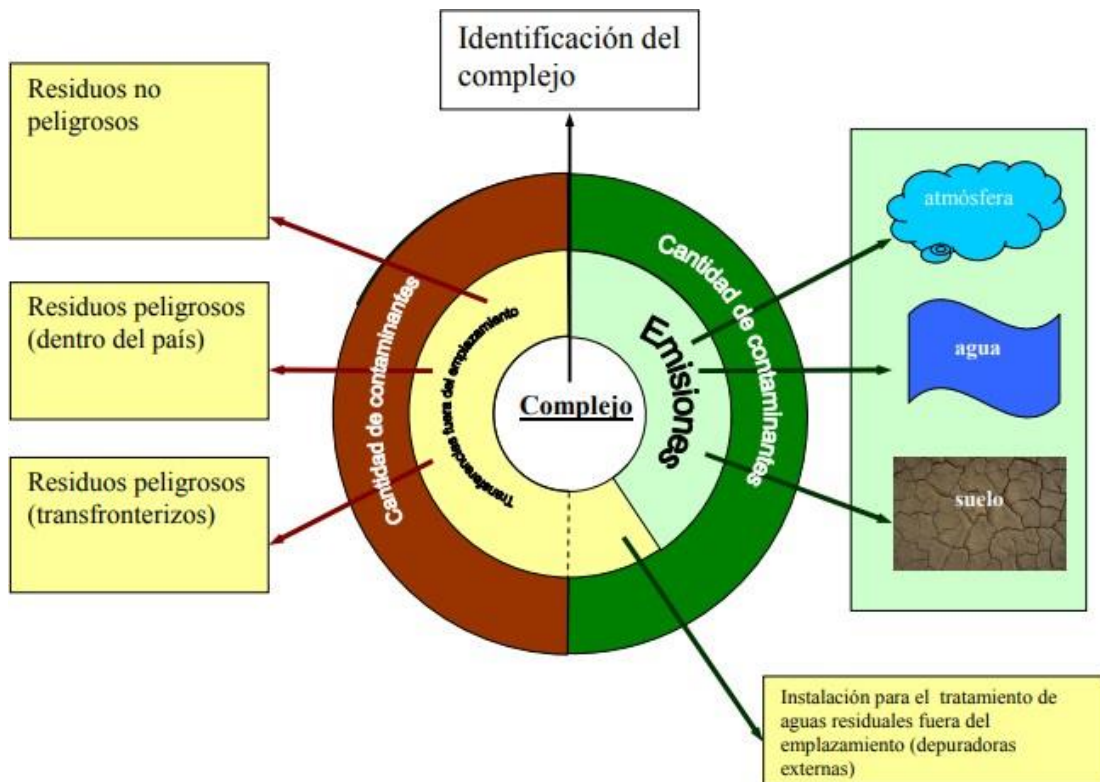 Identificación del
complejo
Residuos no
peligrosos
Residuos peligrosos
(dentro del país)
Residuos peligrosos
(transfronterizos)
Cantidad de contaminantes
Transferencias fuera del emplazamiento
Complejo
Emisiones
Cantidad de contaminantes
atmósfera
agua
suelo
Instalación para el tratamiento de
aguas residuales fuera del
emplazamiento (depuradoras
externas)